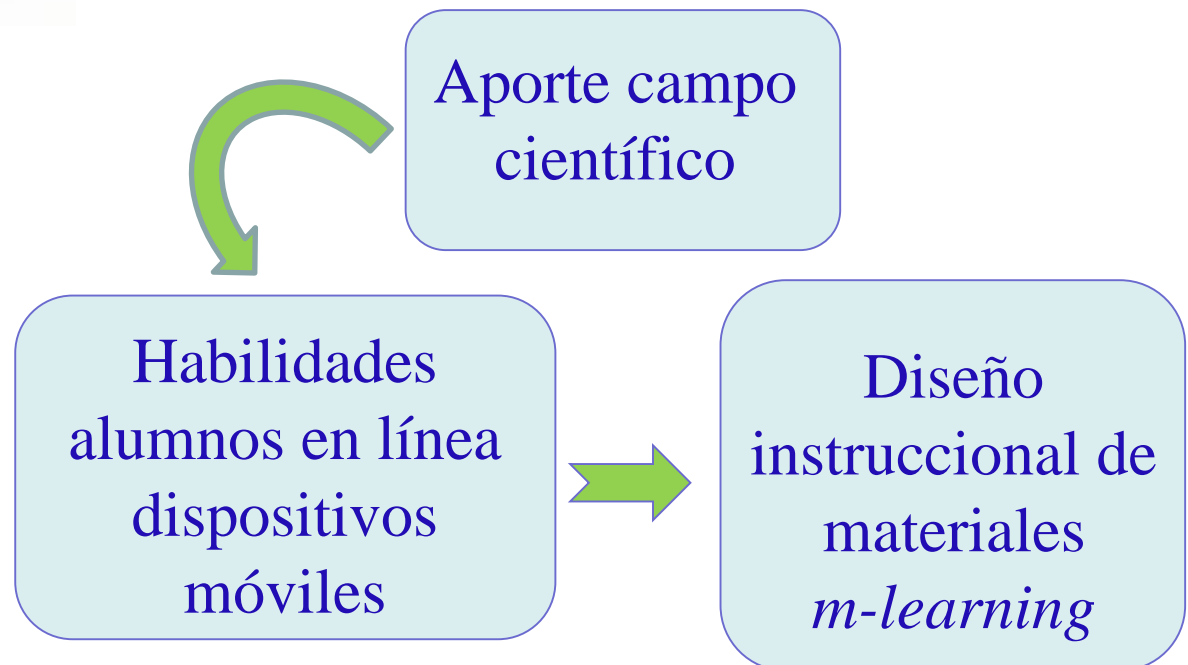 Aporte campo
científico
Habilidades
alumnos en línea
dispositivos
móviles
Diseño
instruccional de
materiales
m-learning